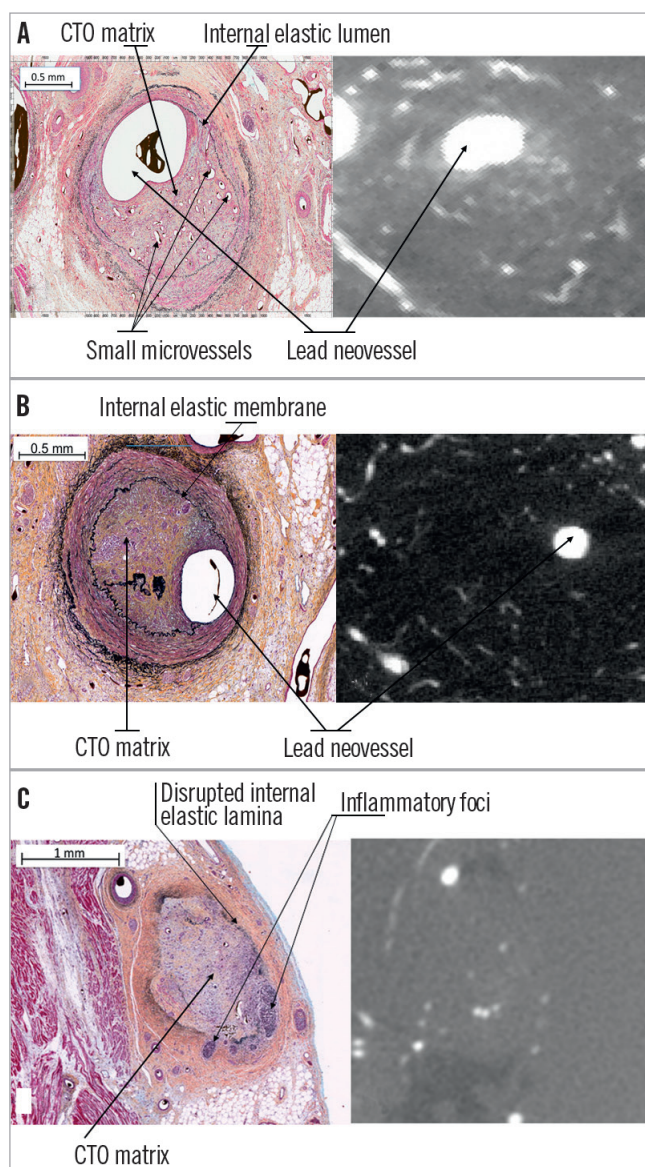 A
CTO matrix
Internal elastic lumen
0.5 mm
Small microvessels
Lead neovessel
B
Internal elastic membrane
0.5 mm
CTO matrix
Lead neovessel
C
Disrupted internal
elastic lamina
Inflammatory foci
1 mm
CTO matrix